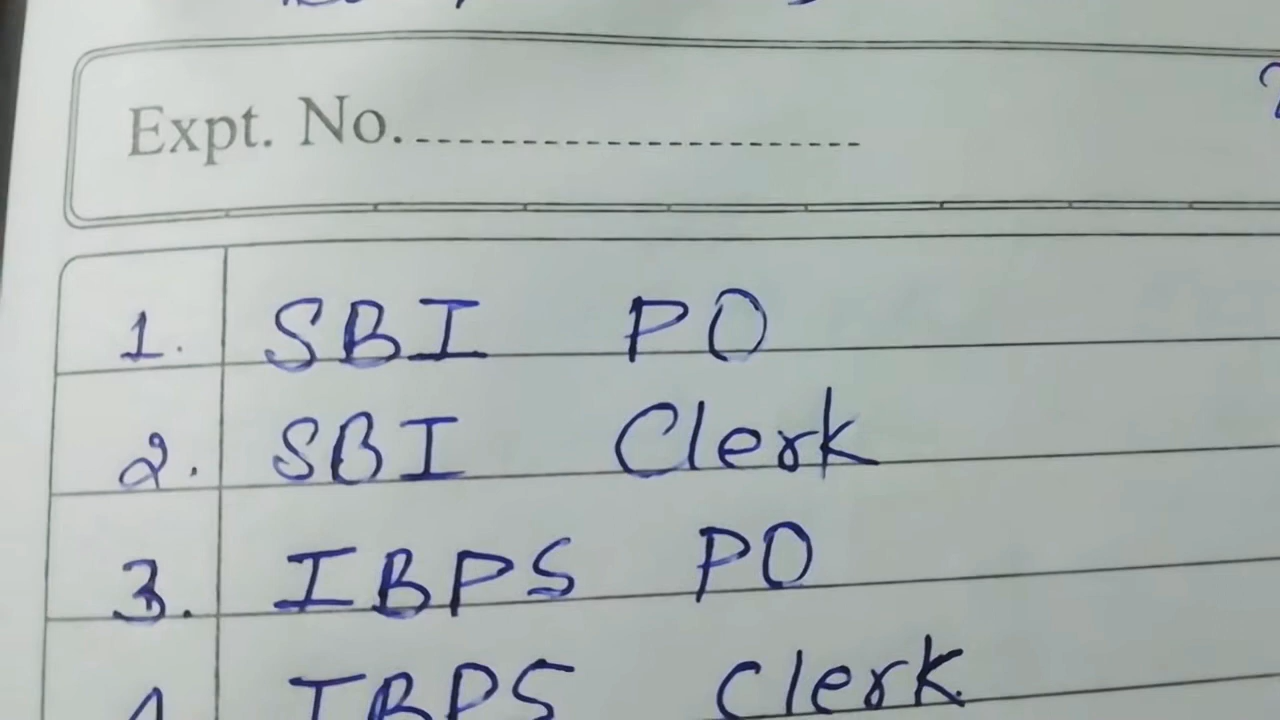 Expt. No.
1. SBI PO
2. SBI Clerk
3. IBPS PO
IBPS Clerk